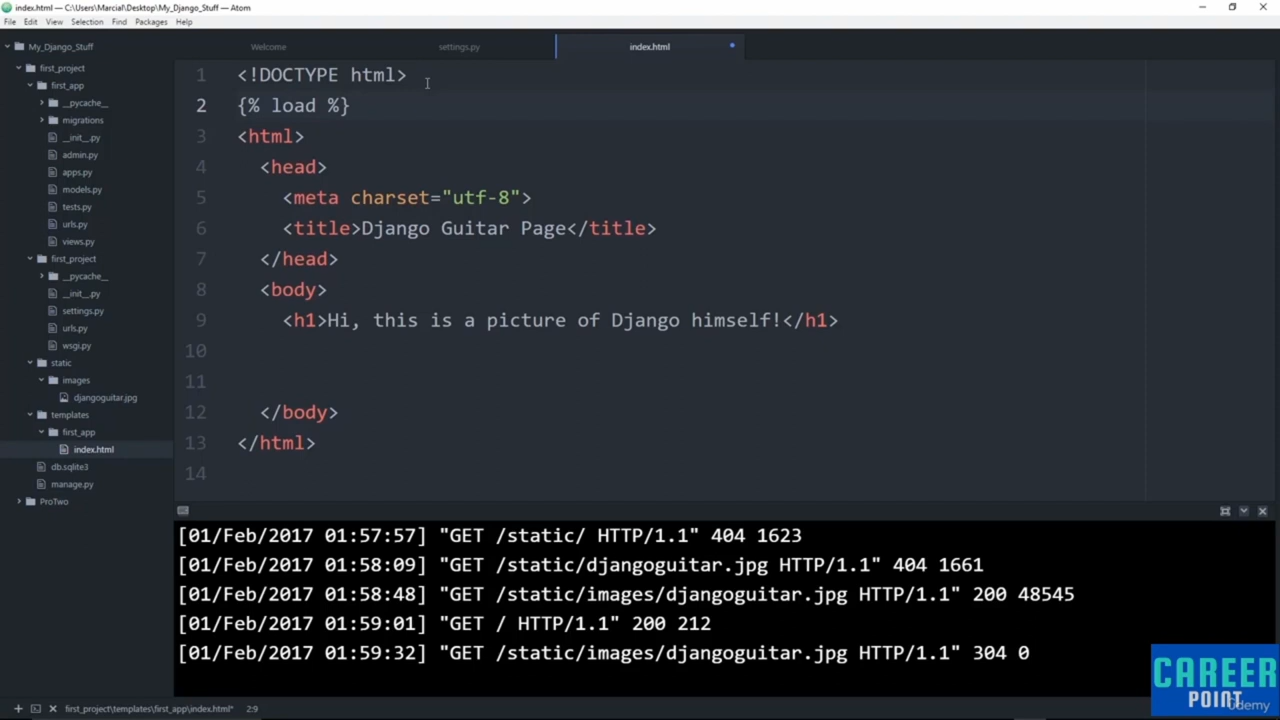 index.html — C:\Users\Marcial\Desktop\My_Django_Stuff — Atom
File Edit View Selection Find Packages Help
My_Django_Stuff
first_project
first_app
__pycache__
migrations
__init__.py
admin.py
apps.py
models.py
tests.py
urls.py
views.py
first_project
__pycache__
__init__.py
settings.py
urls.py
wsgi.py
static
images
djangoguitar.jpg
templates
first_app
index.html
db.sqlite3
manage.py
ProTwo
Welcome settings.py index.html
1 <!DOCTYPE html>
2 {% load %}
3 <html>
4 <head>
5 <meta charset="utf-8">
6 <title>Django Guitar Page</title>
7 </head>
8 <body>
9 <h1>Hi, this is a picture of Django himself!</h1>
10
11
12 </body>
13 </html>
14
[01/Feb/2017 01:57:57] "GET /static/ HTTP/1.1" 404 1623
[01/Feb/2017 01:58:09] "GET /static/djangoguitar.jpg HTTP/1.1" 404 1661
[01/Feb/2017 01:58:48] "GET /static/images/djangoguitar.jpg HTTP/1.1" 200 48545
[01/Feb/2017 01:59:01] "GET / HTTP/1.1" 200 212
[01/Feb/2017 01:59:32] "GET /static/images/djangoguitar.jpg HTTP/1.1" 304 0
CAREER
POINT
Udemy
first_project\templates\first_app\index.html* 2:9